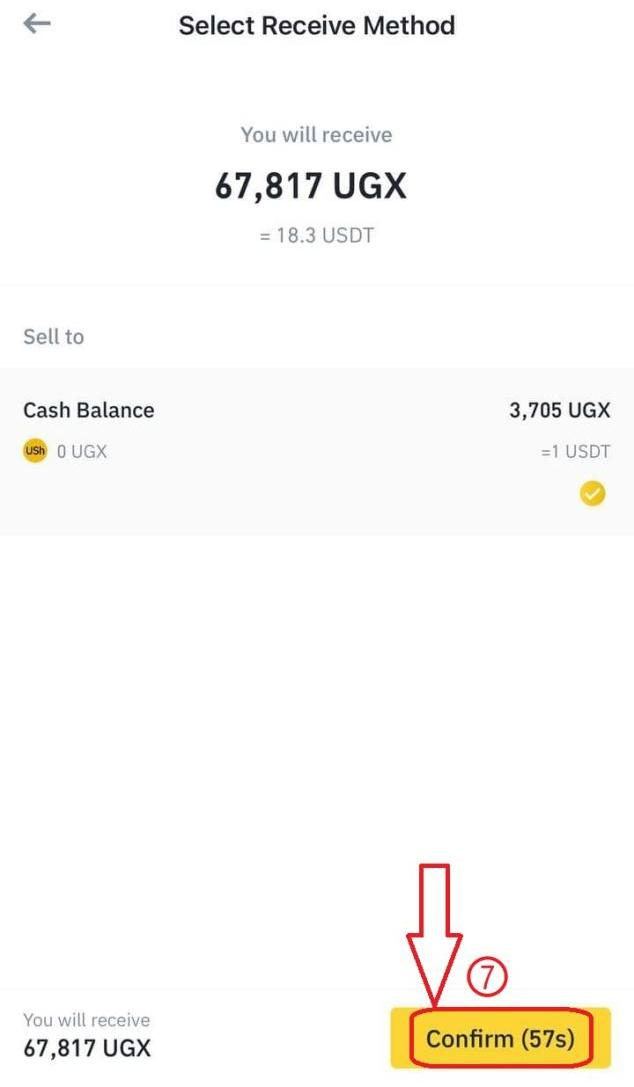 Select Receive Method
You will receive
67,817 UGX
= 18.3 USDT
Sell to
Cash Balance
3,705 UGX
USh 0 UGX
=1 USDT
7
You will receive
67,817 UGX
Confirm (57s)